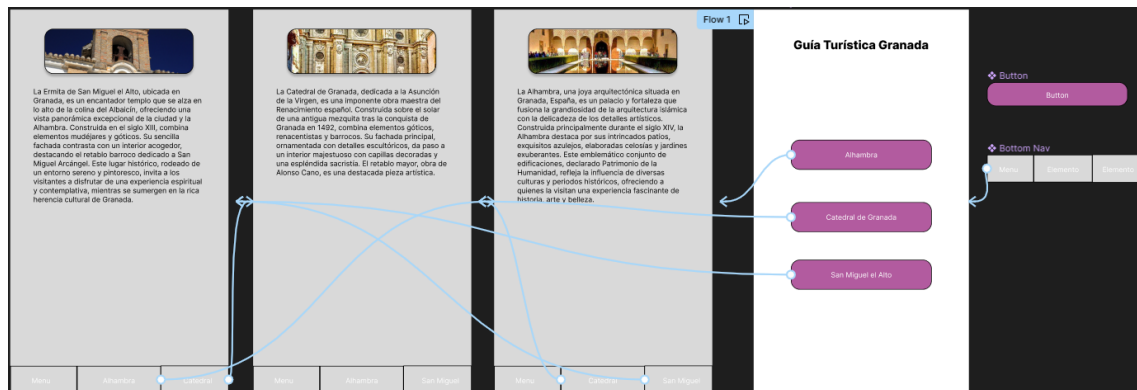 La Ermita de San Miguel el Alto, ubicada en
Granada, es un encantador templo que se alza en
lo alto de la colina del Albaicín, ofreciendo una
vista panorámica excepcional de la ciudad y la
Alhambra. Construida en el siglo XIII, combina
elementos mudéjares y góticos. Su sencilla
fachada contrasta con un interior acogedor,
destacando el retablo barroco dedicado a San
Miguel Arcángel. Este lugar histórico, rodeado de
un entorno sereno y pintoresco, invita a los
visitantes a disfrutar de una experiencia espiritual
y contemplativa, mientras se sumergen en la rica
herencia cultural de Granada.
Menu
Alhambra
Catedral
La Catedral de Granada, dedicada a la Asunción
de la Virgen, es una imponente obra maestra del
Renacimiento español. Construida sobre el solar
de una antigua mezquita tras la conquista de
Granada en 1492, combina elementos góticos,
renacentistas y barrocos. Su fachada principal,
ornamentada con detalles escultóricos, da paso a
un interior majestuoso con capillas decoradas y
una espléndida sacristía. El retablo mayor, obra de
Alonso Cano, es una destacada pieza artística.
Menu
Alhambra
San Miguel
La Alhambra, una joya arquitectónica situada en
Granada, España, es un palacio y fortaleza que
fusiona la grandiosidad de la arquitectura islámica
con la delicadeza de los detalles artísticos.
Construida principalmente durante el siglo XIV, la
Alhambra destaca por sus intrincados patios,
exquisitos azulejos, elaboradas celosías y jardines
exuberantes. Este emblemático conjunto de
edificaciones, declarado Patrimonio de la
Humanidad, refleja la influencia de diversas
culturas y periodos históricos, ofreciendo a
quienes la visitan una experiencia fascinante de
historia, arte y belleza.
Menu
Catedral
San Miguel
Flow 1
Guía Turística Granada
Alhambra
Catedral de Granada
San Miguel el Alto
Button
Button
Bottom Nav
Menu
Elemento
Elemento